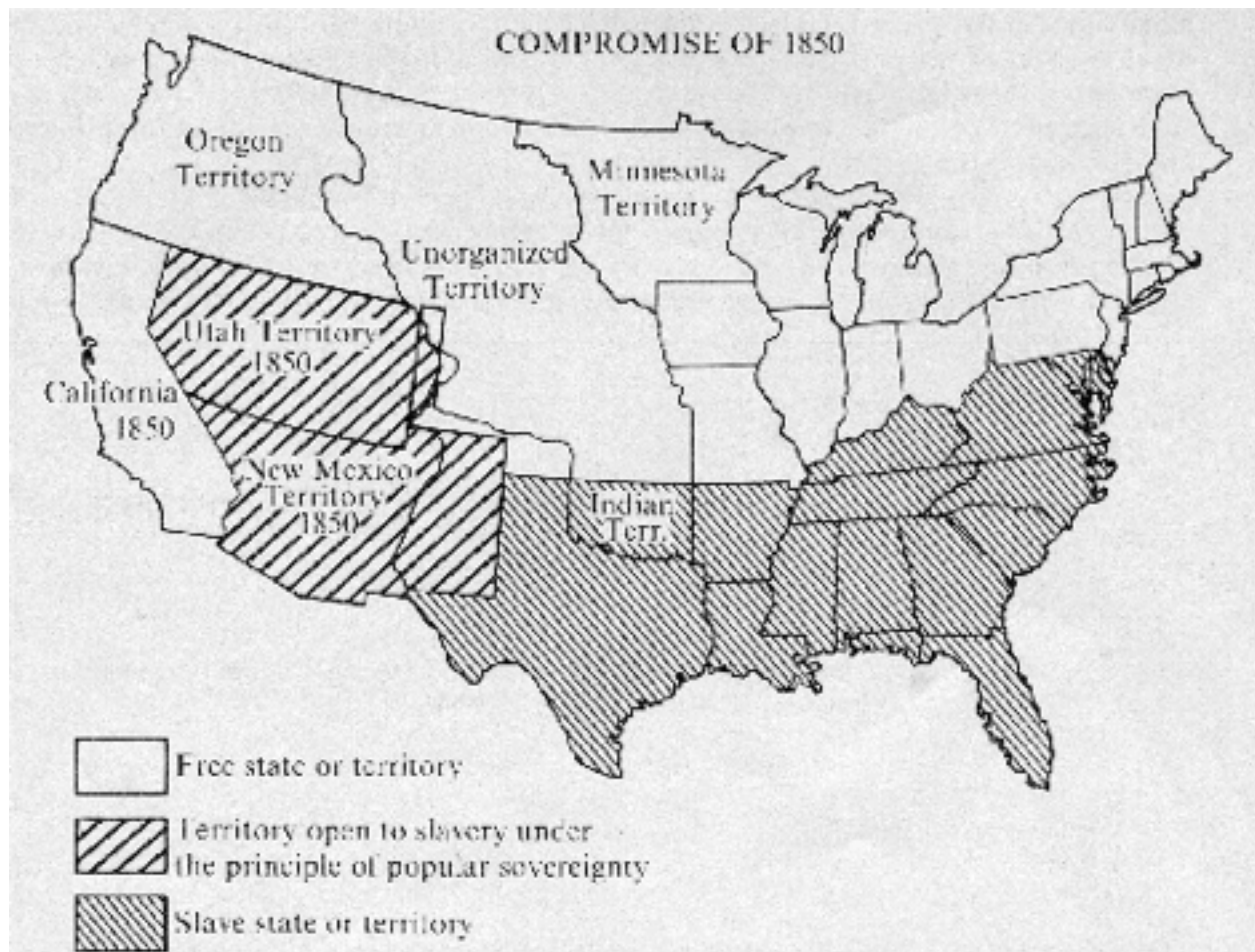 COMPROMISE OF 1850
Oregon
Territory
Minnesota
Territory
Unorganized
Territory
Utah Territory
1850
California
1850
New Mexico
Territory
1850
Indian
Terr.
Free state or territory
Territory open to slavery under
the principle of popular sovereignty
Slave state or territory